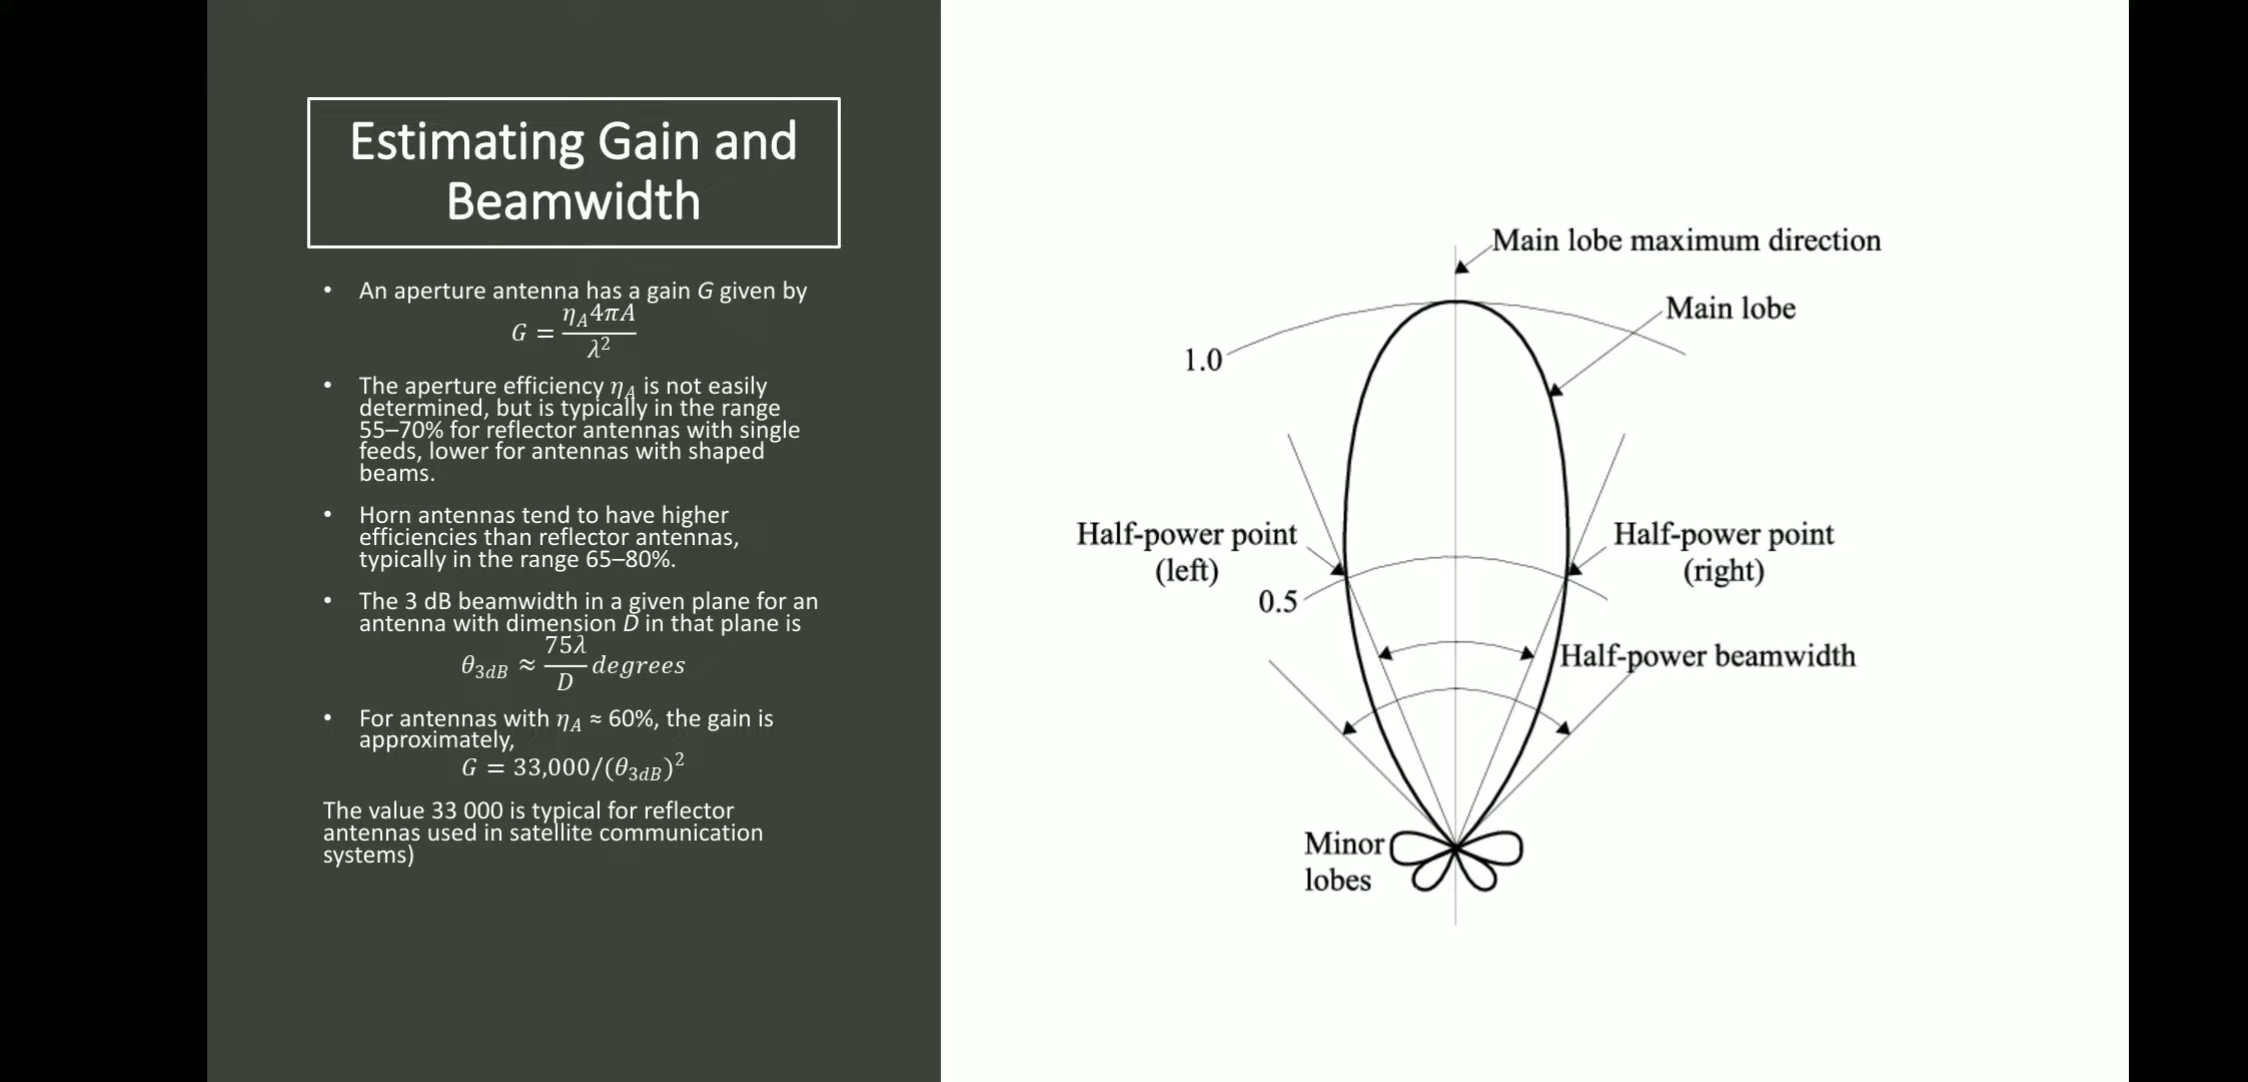 Estimating Gain and
Beamwidth
• An aperture antenna has a gain G given by
G = η_A4πA / λ²
• The aperture efficiency η_A is not easily
determined, but is typically in the range
55–70% for reflector antennas with single
feeds, lower for antennas with shaped
beams.
• Horn antennas tend to have higher
efficiencies than reflector antennas,
typically in the range 65–80%.
• The 3 dB beamwidth in a given plane for an
antenna with dimension D in that plane is
θ_3dB ≈ 75λ / D degrees
• For antennas with η_A ≈ 60%, the gain is
approximately,
G = 33,000/(θ_3dB)²
The value 33 000 is typical for reflector
antennas used in satellite communication
systems)
Main lobe maximum direction
Main lobe
1.0
Half-power point
(left)
Half-power point
(right)
0.5
Half-power beamwidth
Minor
lobes